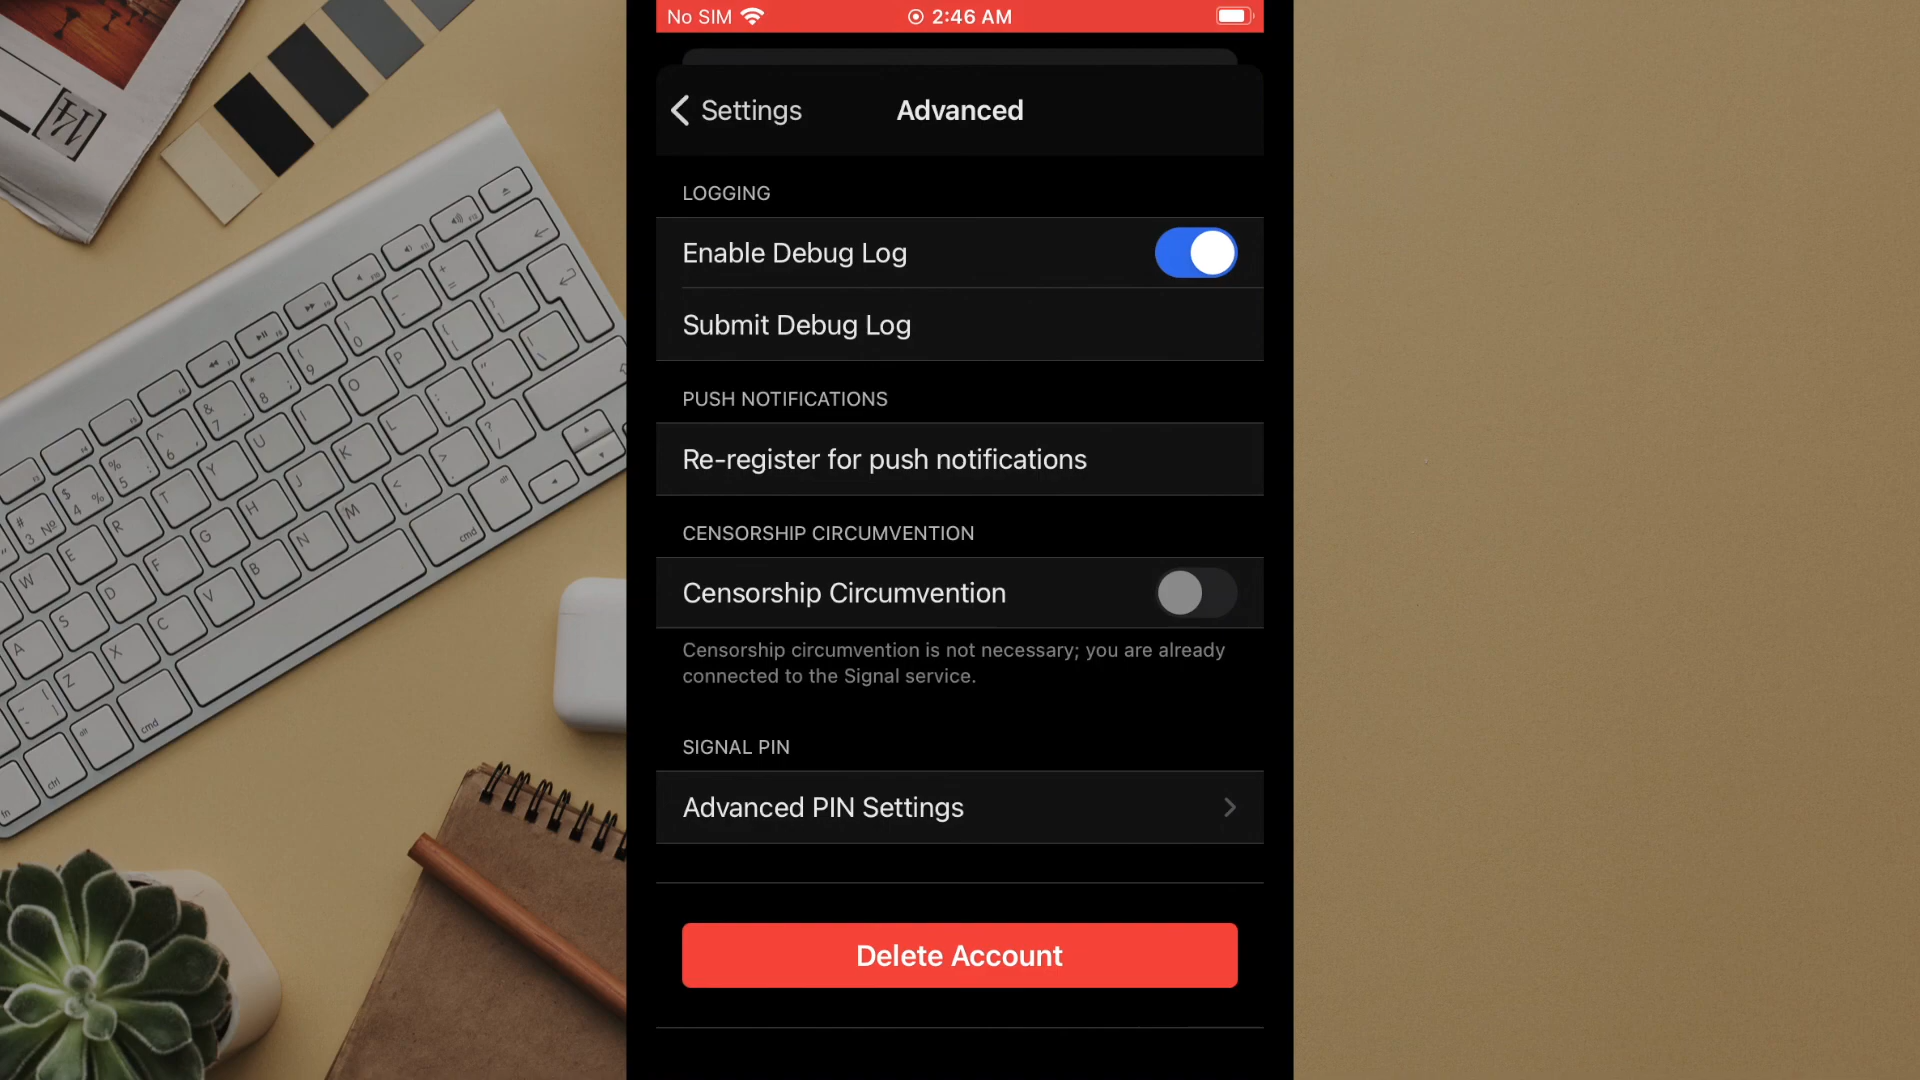 No SIM 2:46 AM
Settings Advanced
LOGGING
Enable Debug Log
Submit Debug Log
PUSH NOTIFICATIONS
Re-register for push notifications
CENSORSHIP CIRCUMVENTION
Censorship Circumvention
Censorship circumvention is not necessary; you are already
connected to the Signal service.
SIGNAL PIN
Advanced PIN Settings
Delete Account
14